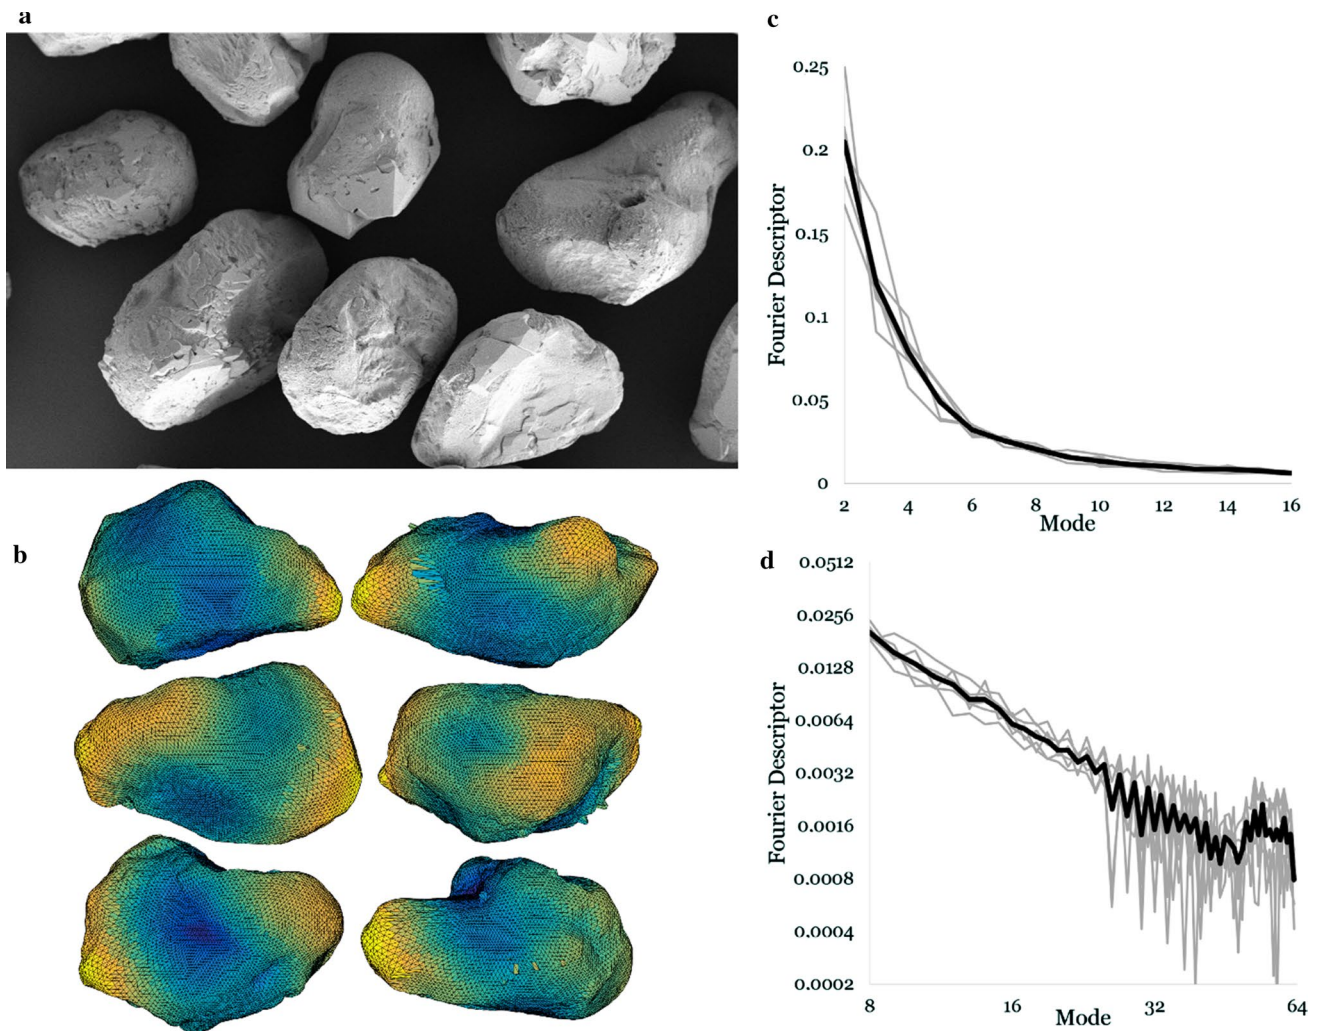 a
b
c
0.25
0.2
0.15
0.1
0.05
0
Fourier Descriptor
2 4 6 8 10 12 14 16
Mode
d
0.0512
0.0256
0.0128
0.0064
0.0032
0.0016
0.0008
0.0004
0.0002
Fourier Descriptor
8 16 32 64
Mode